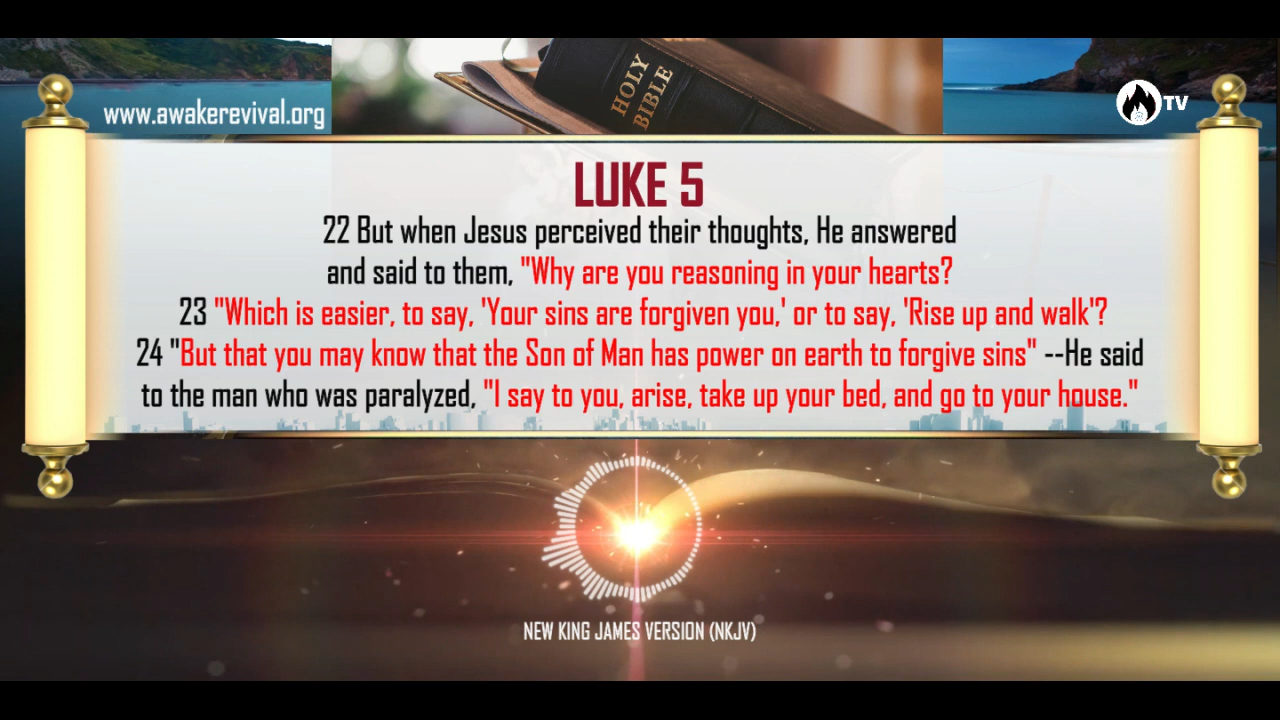 HOLY
BIBLE
www.awakerevival.org
TV
LUKE 5
22 But when Jesus perceived their thoughts, He answered
and said to them, "Why are you reasoning in your hearts?
23 "Which is easier, to say, 'Your sins are forgiven you,' or to say, 'Rise up and walk'?
24 "But that you may know that the Son of Man has power on earth to forgive sins" --He said
to the man who was paralyzed, "I say to you, arise, take up your bed, and go to your house."
NEW KING JAMES VERSION (NKJV)